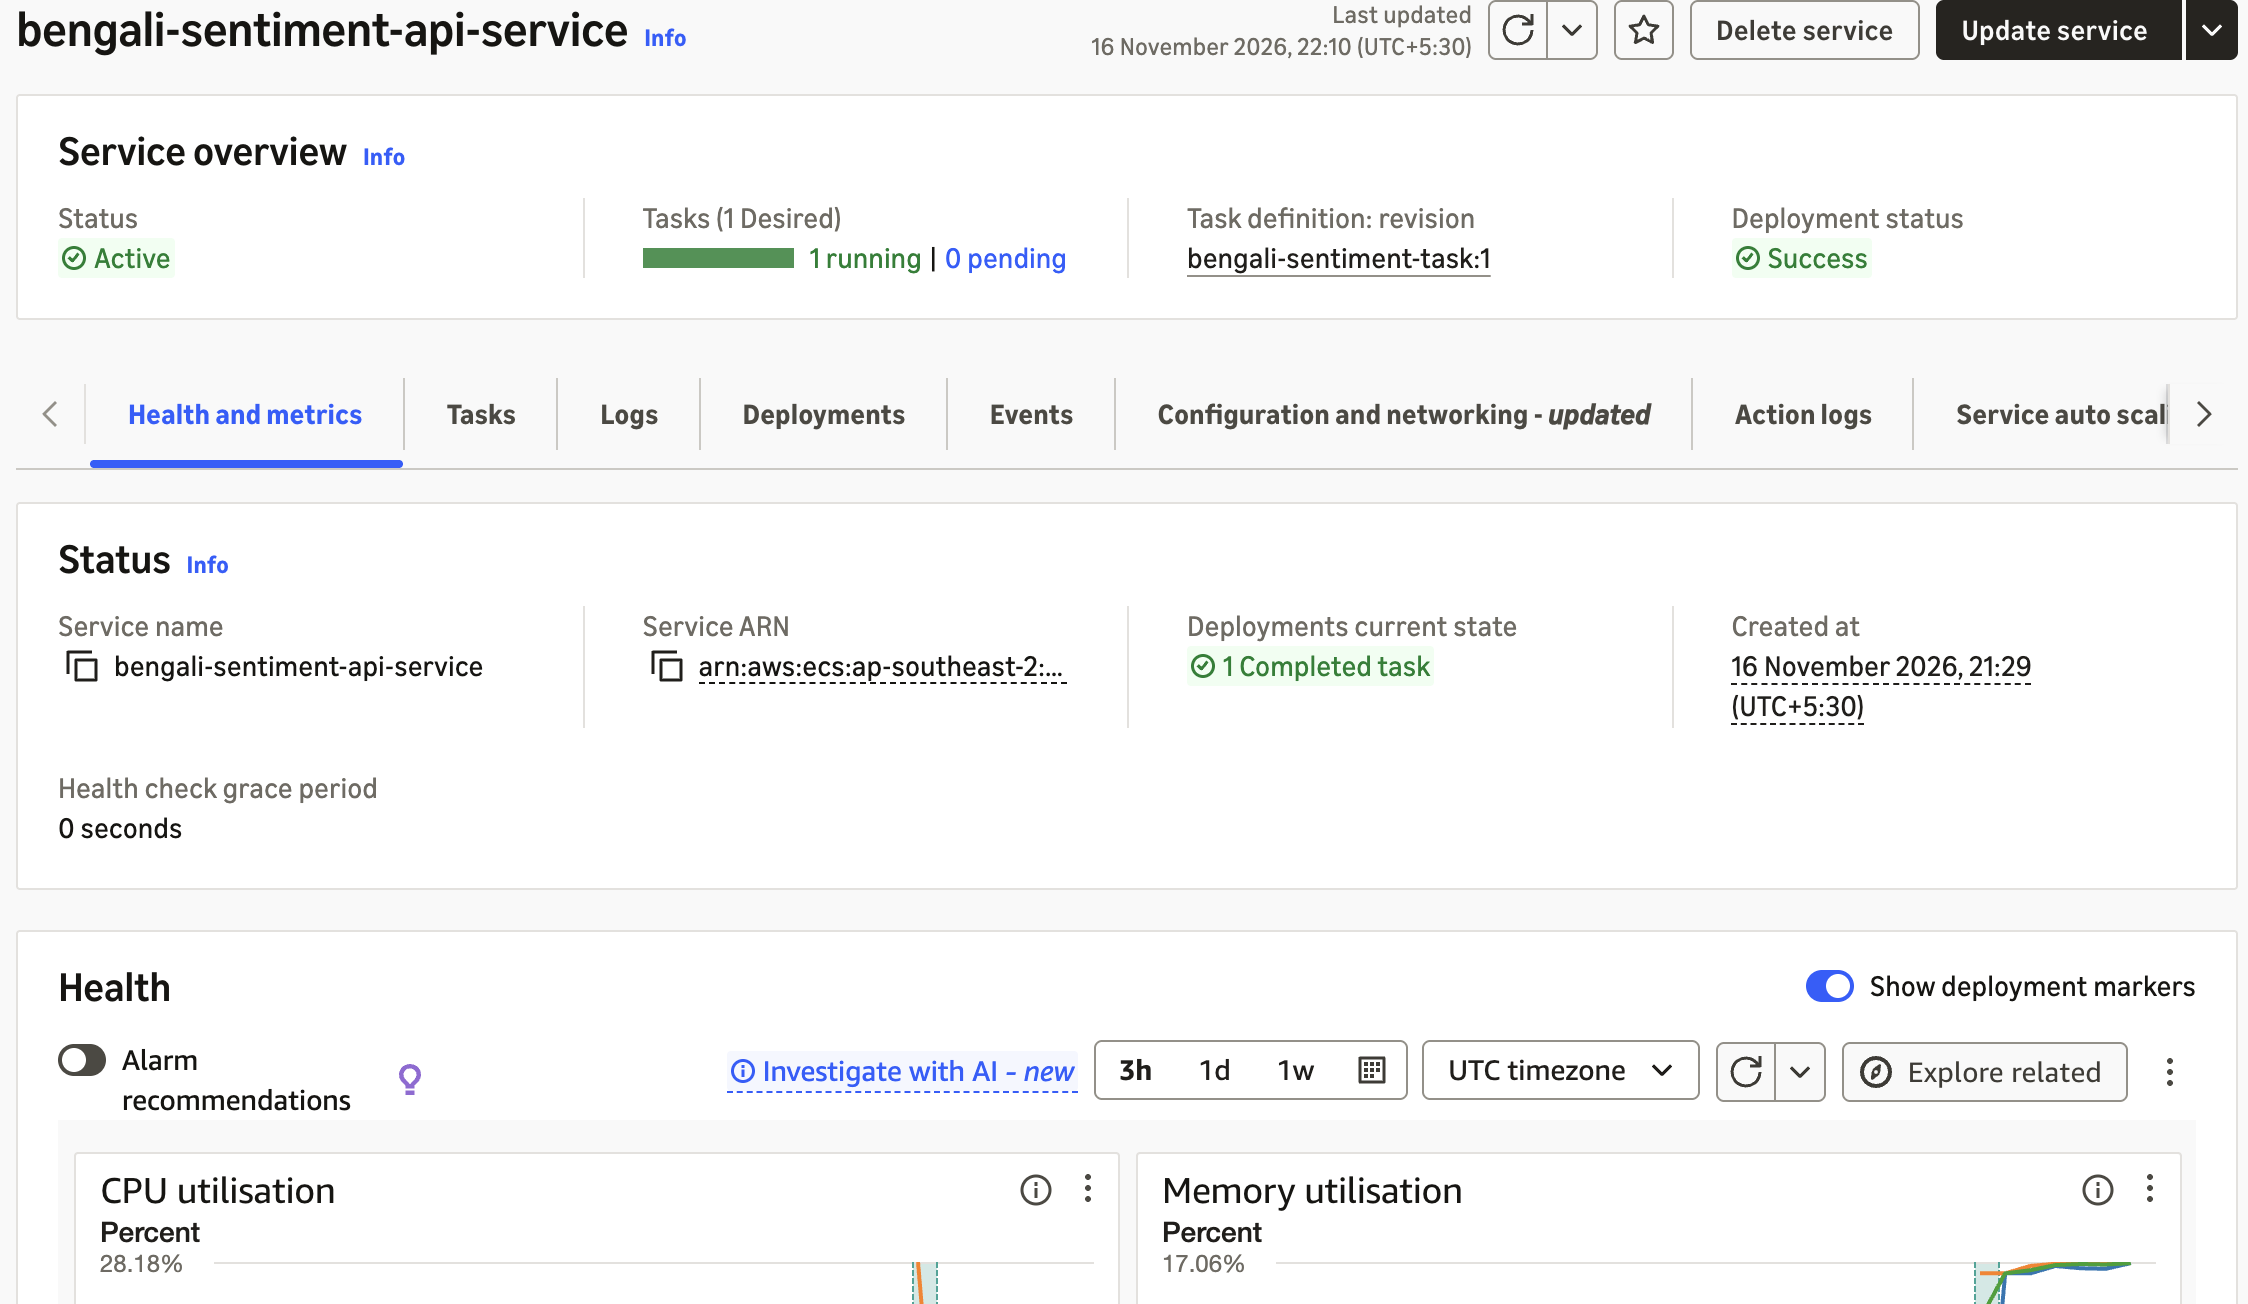 bengali-sentiment-api-service Info
Last updated
16 November 2026, 22:10 (UTC+5:30)
Delete service
Update service
Service overview Info
Status
Active
Tasks (1 Desired)
1 running | 0 pending
Task definition: revision
bengali-sentiment-task:1
Deployment status
Success
Health and metrics
Tasks
Logs
Deployments
Events
Configuration and networking - updated
Action logs
Service auto scali
Status Info
Service name
bengali-sentiment-api-service
Service ARN
arn:aws:ecs:ap-southeast-2:...
Deployments current state
1 Completed task
Created at
16 November 2026, 21:29
(UTC+5:30)
Health check grace period
0 seconds
Health
Show deployment markers
Alarm
recommendations
Investigate with AI - new
3h 1d 1w
UTC timezone
Explore related
CPU utilisation
Percent
28.18%
Memory utilisation
Percent
17.06%